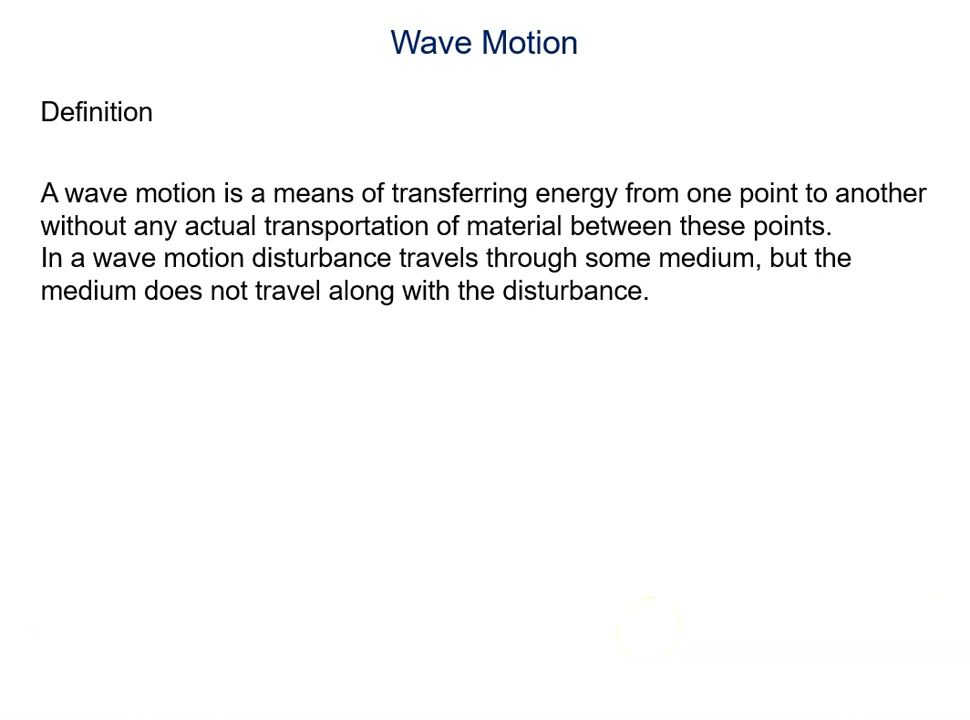 Wave Motion
Definition
A wave motion is a means of transferring energy from one point to another
without any actual transportation of material between these points.
In a wave motion disturbance travels through some medium, but the
medium does not travel along with the disturbance.